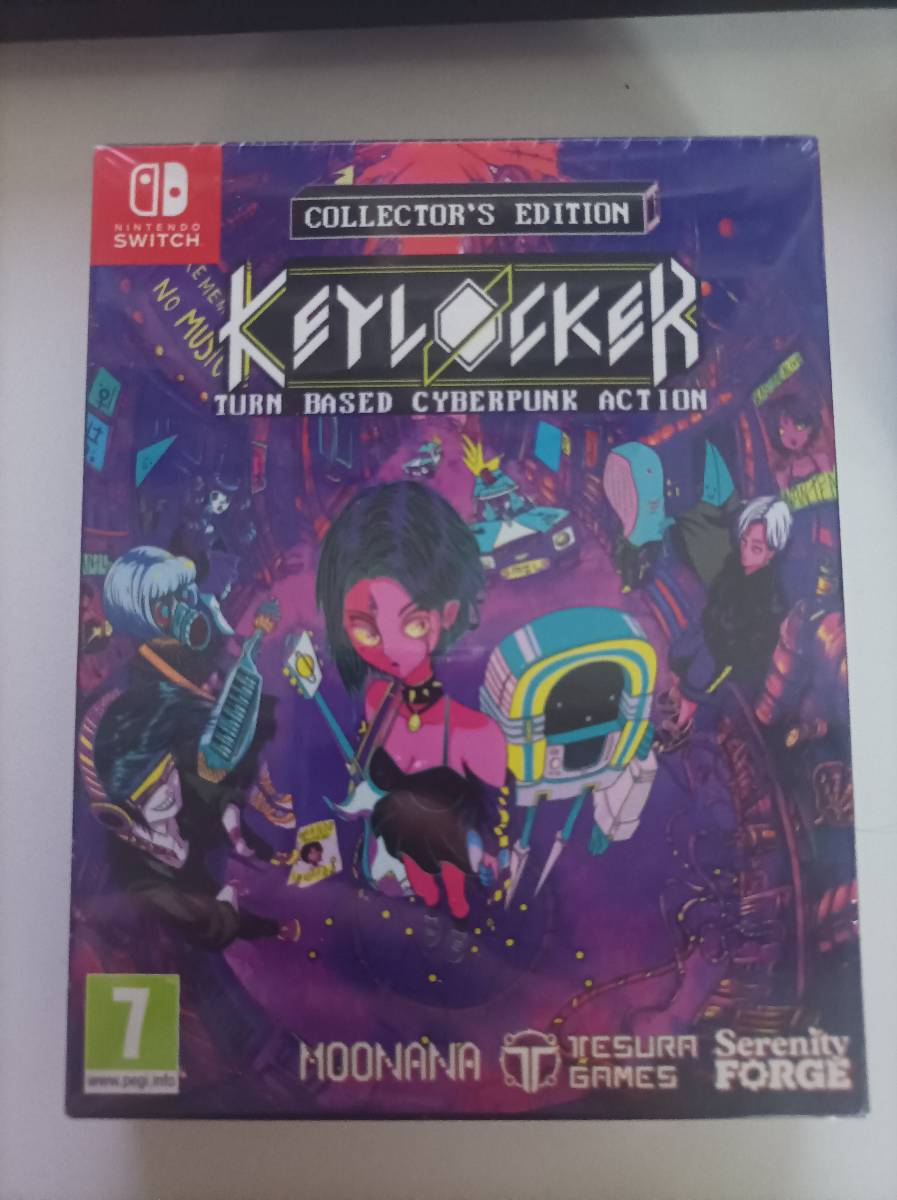 NINTENDO
SWITCH
COLLECTOR'S EDITION
NO MUSIC
KEYLOCKER
TURN BASED CYBERPUNK ACTION
7
www.pegi.info
MOONANA
TESURA
GAMES
Serenity
FORGE